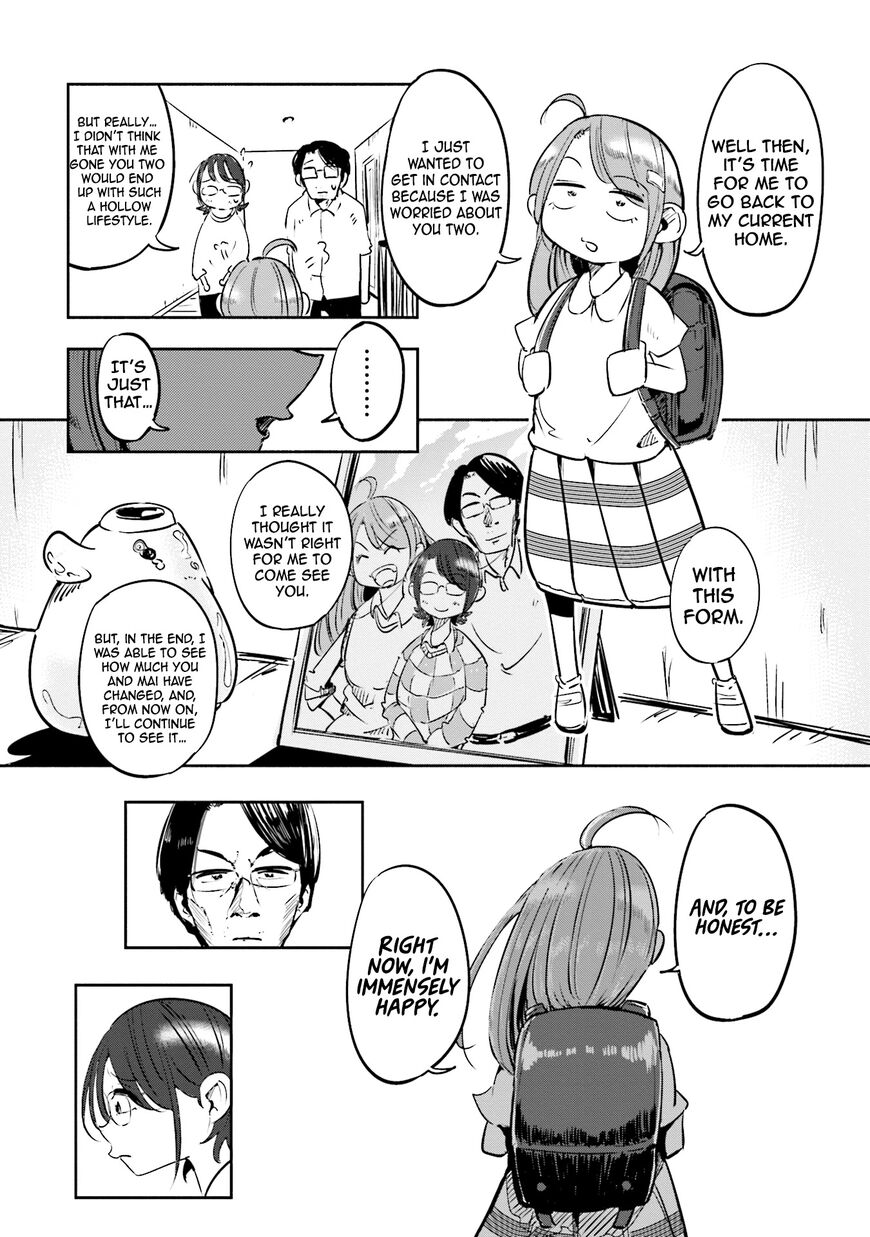 WELL THEN,
IT'S TIME
FOR ME TO
GO BACK TO
MY CURRENT
HOME.
I JUST
WANTED TO
GET IN CONTACT
BECAUSE I WAS
WORRIED ABOUT
YOU TWO.
BUT REALLY...
I DIDN'T THINK
THAT WITH ME
GONE YOU TWO
WOULD END
UP WITH SUCH
A HOLLOW
LIFESTYLE.
........
IT'S
JUST
THAT...
WITH
THIS
FORM.
I REALLY
THOUGHT IT
WASN'T RIGHT
FOR ME TO
COME SEE
YOU.
BUT, IN THE END, I
WAS ABLE TO SEE
HOW MUCH YOU
AND MAI HAVE
CHANGED, AND,
FROM NOW ON,
I'LL CONTINUE
TO SEE IT...
AND, TO BE
HONEST...
RIGHT
NOW, I'M
IMMENSELY
HAPPY.